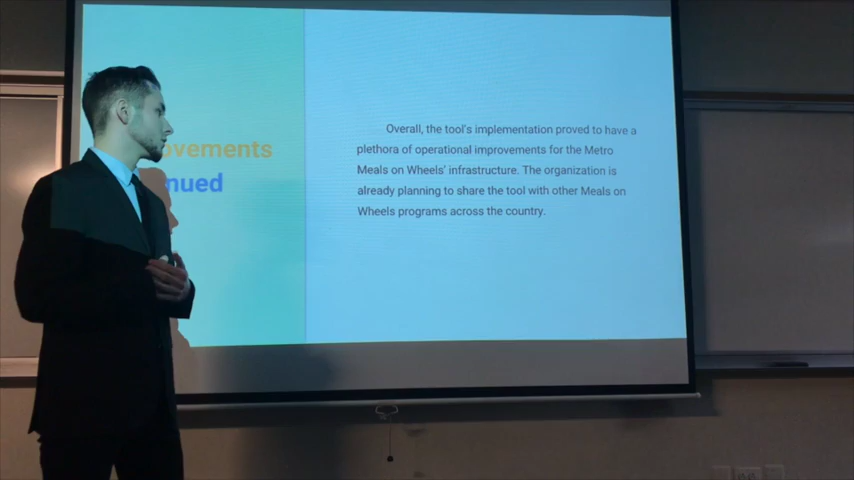 ovements
nued
Overall, the tool's implementation proved to have a
plethora of operational improvements for the Metro
Meals on Wheels' infrastructure. The organization is
already planning to share the tool with other Meals on
Wheels programs across the country.